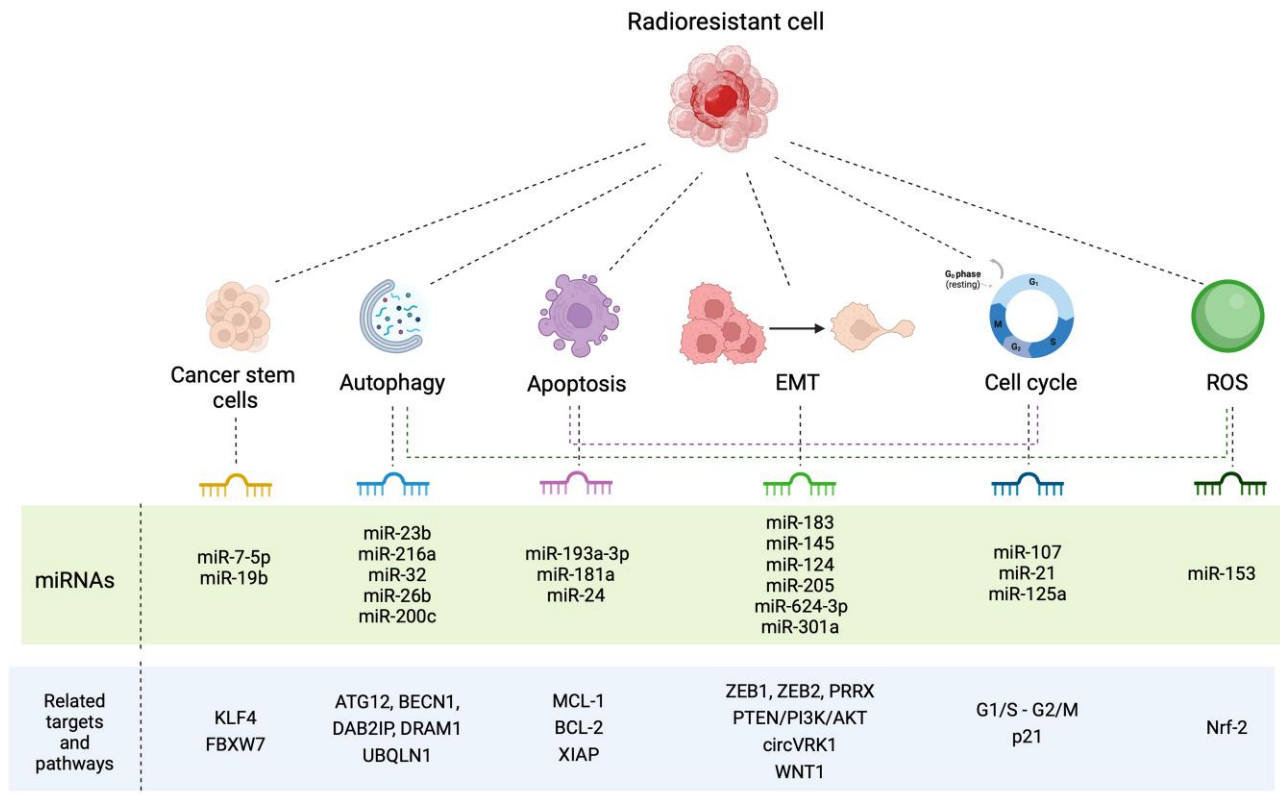 Radioresistant cell
G0 phase
(resting)
G1
M
S
G2
Cancer stem
cells
Autophagy
Apoptosis
EMT
Cell cycle
ROS
miRNAs
miR-7-5p
miR-19b
miR-23b
miR-216a
miR-32
miR-26b
miR-200c
miR-193a-3p
miR-181a
miR-24
miR-183
miR-145
miR-124
miR-205
miR-624-3p
miR-301a
miR-107
miR-21
miR-125a
miR-153
Related
targets
and
pathways
KLF4
FBXW7
ATG12, BECN1,
DAB2IP, DRAM1
UBQLN1
MCL-1
BCL-2
XIAP
ZEB1, ZEB2, PRRX
PTEN/PI3K/AKT
circVRK1
WNT1
G1/S - G2/M
p21
Nrf-2